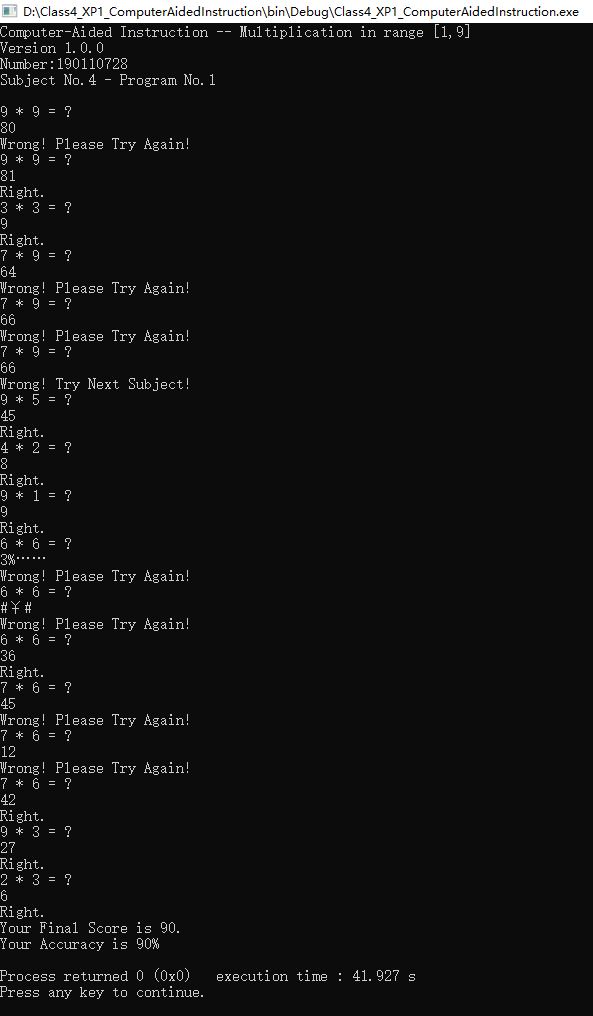 D:\Class4_XP1_ComputerAidedInstruction\bin\Debug\Class4_XP1_ComputerAidedInstruction.exe
Computer-Aided Instruction -- Multiplication in range [1,9]
Version 1.0.0
Number:190110728
Subject No.4 - Program No.1
9 * 9 = ?
80
Wrong! Please Try Again!
9 * 9 = ?
81
Right.
3 * 3 = ?
9
Right.
7 * 9 = ?
64
Wrong! Please Try Again!
7 * 9 = ?
66
Wrong! Please Try Again!
7 * 9 = ?
66
Wrong! Try Next Subject!
9 * 5 = ?
45
Right.
4 * 2 = ?
8
Right.
9 * 1 = ?
9
Right.
6 * 6 = ?
3%……
Wrong! Please Try Again!
6 * 6 = ?
#￥#
Wrong! Please Try Again!
6 * 6 = ?
36
Right.
7 * 6 = ?
45
Wrong! Please Try Again!
7 * 6 = ?
12
Wrong! Please Try Again!
7 * 6 = ?
42
Right.
9 * 3 = ?
27
Right.
2 * 3 = ?
6
Right.
Your Final Score is 90.
Your Accuracy is 90%
Process returned 0 (0x0)   execution time : 41.927 s
Press any key to continue.